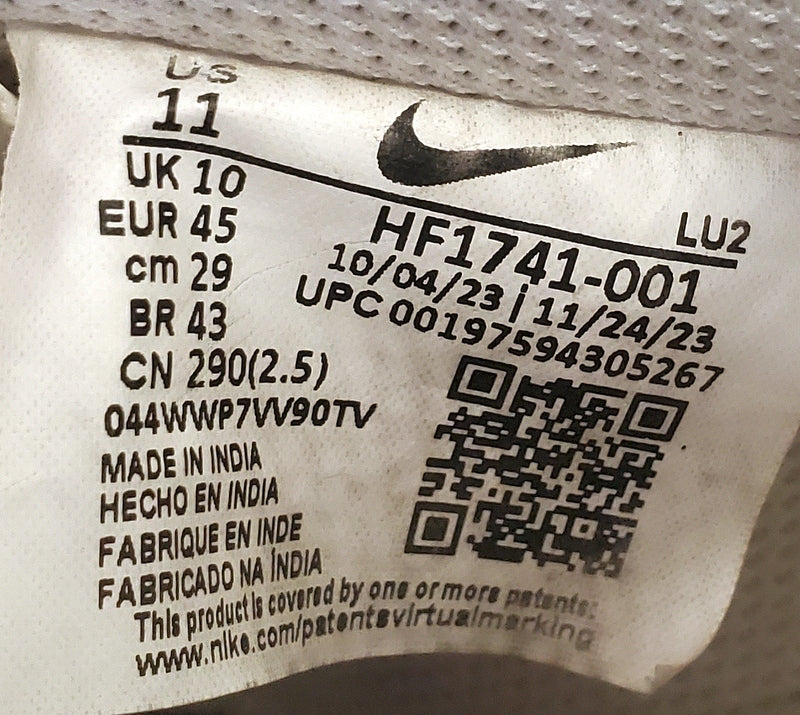 US
11
UK 10
EUR 45
cm 29
BR 43
CN 290(2.5)
044WWP7VV90TV
MADE IN INDIA
HECHO EN INDIA
FABRIQUE EN INDE
FABRICADO NA ÍNDIA
This product is covered by one or more patents:
www.nike.com/patentsvirtualmarking
LU2
HF1741-001
10/04/23 | 11/24/23
UPC 00197594305267